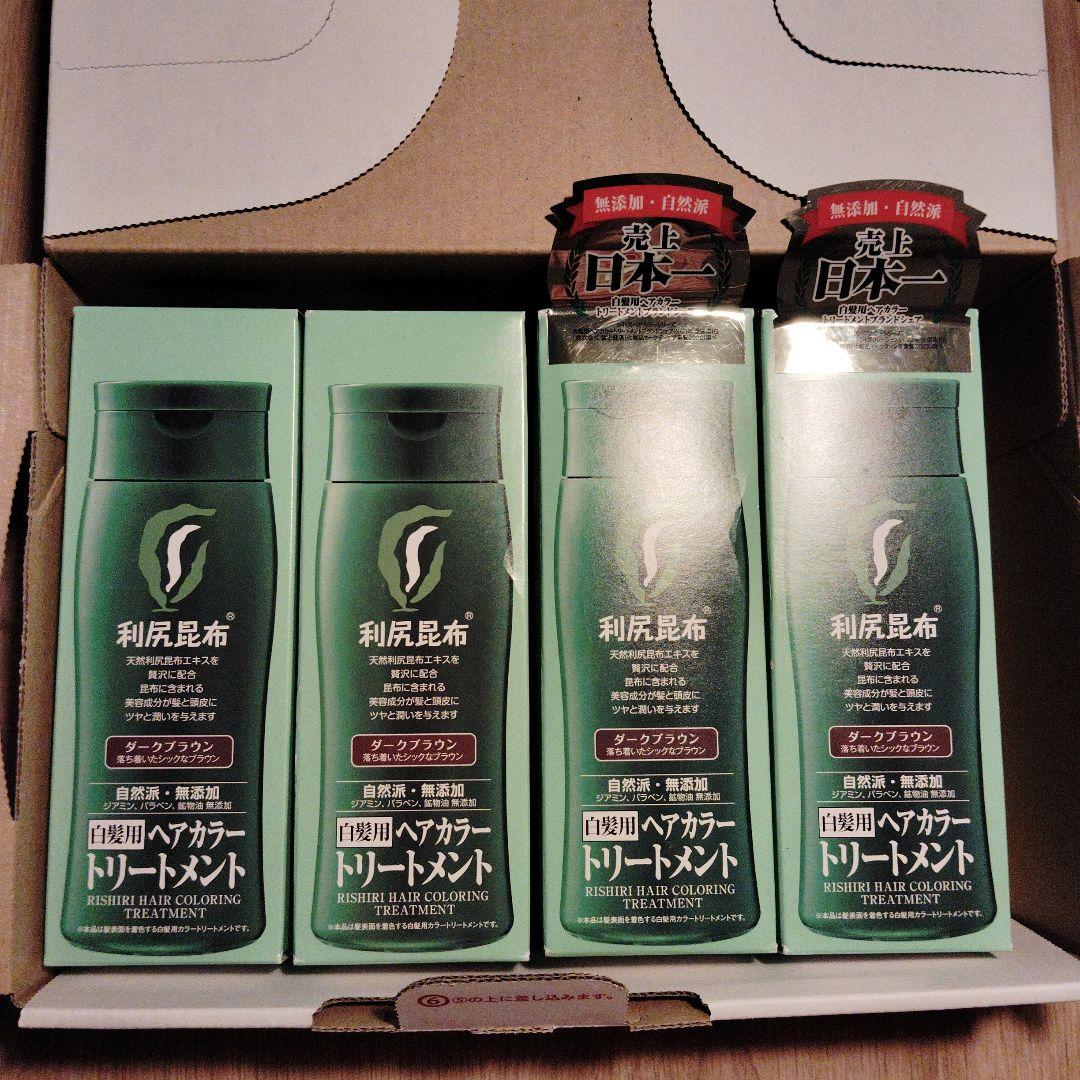 無添加・自然派
売上
日本一
白髪用ヘアカラー
トリートメントブランドシェア
無添加・自然派
売上
日本一
白髪用ヘアカラー
トリートメントブランドシェア
利尻昆布®
天然利尻昆布エキスを
贅沢に配合
昆布に含まれる
美容成分が髪と頭皮に
ツヤと潤いを与えます
ダークブラウン
落ち着いたシックなブラウン
自然派・無添加
ジアミン、パラベン、鉱物油 無添加
白髪用 ヘアカラー
トリートメント
RISHIRI HAIR COLORING
TREATMENT
※本品は髪表面を着色する白髪用カラートリートメントです。
利尻昆布®
天然利尻昆布エキスを
贅沢に配合
昆布に含まれる
美容成分が髪と頭皮に
ツヤと潤いを与えます
ダークブラウン
落ち着いたシックなブラウン
自然派・無添加
ジアミン、パラベン、鉱物油 無添加
白髪用 ヘアカラー
トリートメント
RISHIRI HAIR COLORING
TREATMENT
※本品は髪表面を着色する白髪用カラートリートメントです。
利尻昆布®
天然利尻昆布エキスを
贅沢に配合
昆布に含まれる
美容成分が髪と頭皮に
ツヤと潤いを与えます
ダークブラウン
落ち着いたシックなブラウン
自然派・無添加
ジアミン、パラベン、鉱物油 無添加
白髪用 ヘアカラー
トリートメント
RISHIRI HAIR COLORING
TREATMENT
※本品は髪表面を着色する白髪用カラートリートメントです。
利尻昆布®
天然利尻昆布エキスを
贅沢に配合
昆布に含まれる
美容成分が髪と頭皮に
ツヤと潤いを与えます
ダークブラウン
落ち着いたシックなブラウン
自然派・無添加
ジアミン、パラベン、鉱物油 無添加
白髪用 ヘアカラー
トリートメント
RISHIRI HAIR COLORING
TREATMENT
※本品は髪表面を着色する白髪用カラートリートメントです。
⑥ ⑤の上に差し込みます。